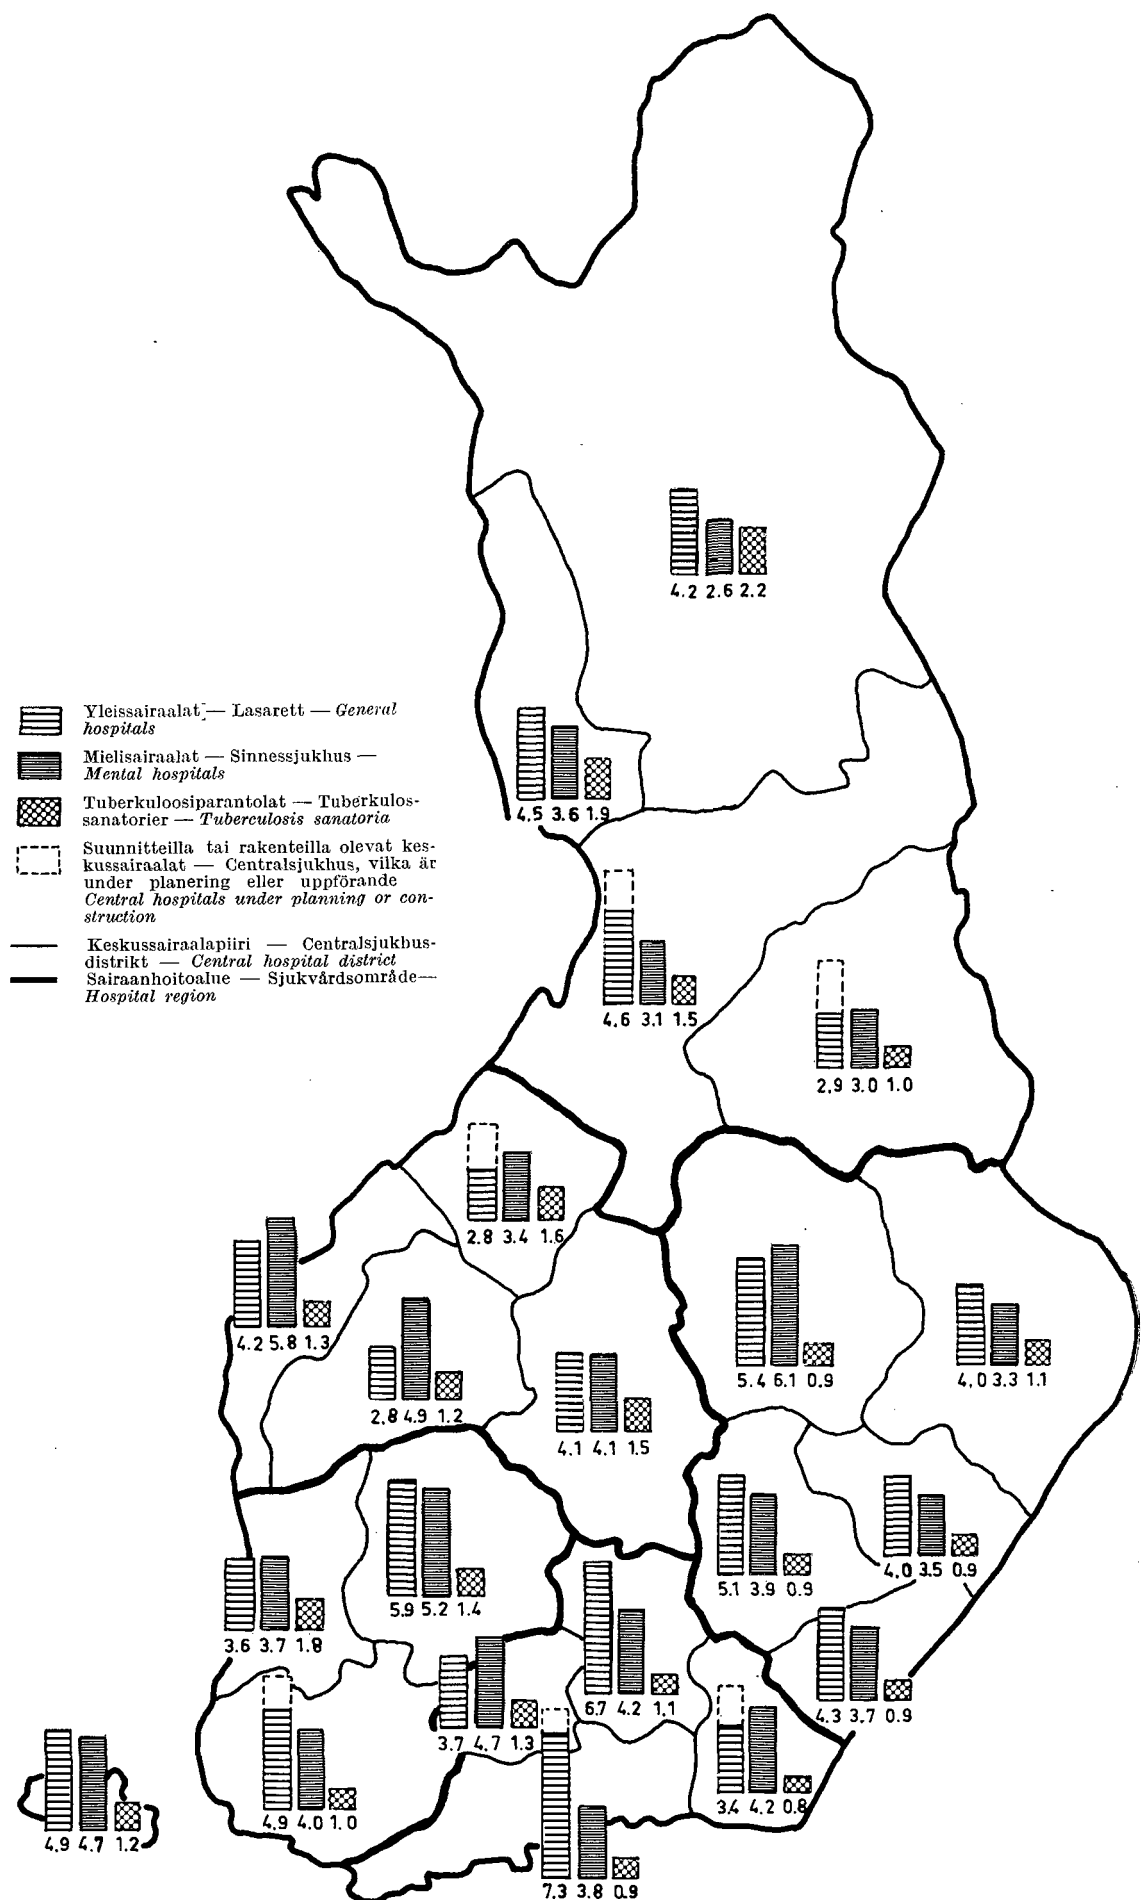 4.2 2.6 2.2
Yleissairaalat — Lasarett — General
hospitals
Mielisairaalat — Sinnessjukhus —
Mental hospitals
Tuberkuloosiparantolat — Tuberkulos-
sanatorier — Tuberculosis sanatoria
Suunnitteilla tai rakenteilla olevat kes-
kussairaalat — Centralsjukhus, vilka är
under planering eller uppförande
Central hospitals under planning or con-
struction
Keskussairaalapiiri — Centralsjukhus-
distrikt — Central hospital district
Sairaanhoitoalue — Sjukvårdsområde—
Hospital region
4.5 3.6 1.9
4.6 3.1 1.5
2.9 3.0 1.0
2.8 3.4 1.6
4.2 5.8 1.3
5.4 6.1 0.9
4.0 3.3 1.1
2.8 4.9 1.2
4.1 4.1 1.5
5.9 5.2 1.4
5.1 3.9 0.9
4.0 3.5 0.9
3.6 3.7 1.8
6.7 4.2 1.1
4.3 3.7 0.9
3.7 4.7 1.3
3.4 4.2 0.8
4.9 4.0 1.0
4.9 4.7 1.2
7.3 3.8 0.9